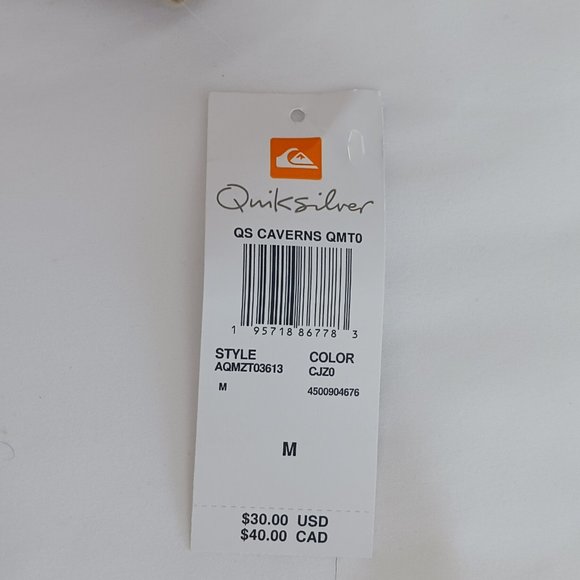 Quiksilver
QS CAVERNS QMT0
1 95718 86778 3
STYLE COLOR
AQMZT03613 CJZ0
M 4500904676
M
$30.00 USD
$40.00 CAD